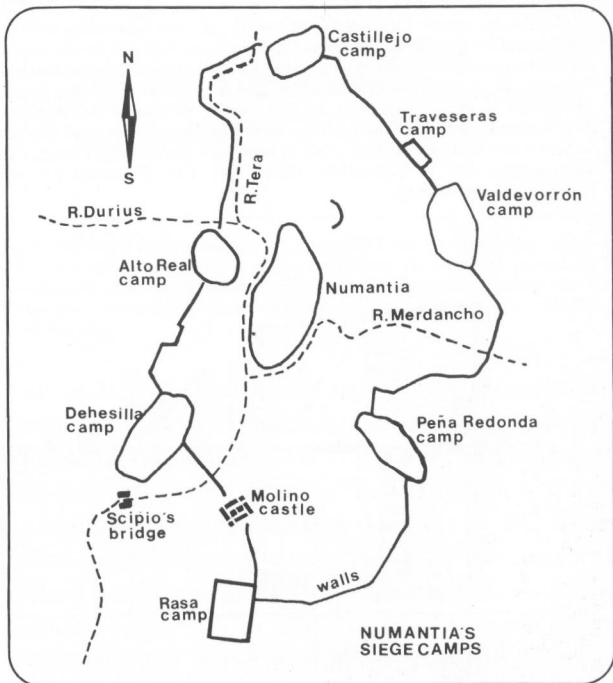 Castillejo
camp
N
S
Traveseras
camp
R.Tera
Valdevorrón
camp
R.Durius
Alto Real
camp
Numantia
R.Merdancho
Dehesilla
camp
Peña Redonda
camp
Molino
castle
Scipio's
bridge
walls
Rasa
camp
NUMANTIA'S
SIEGE CAMPS